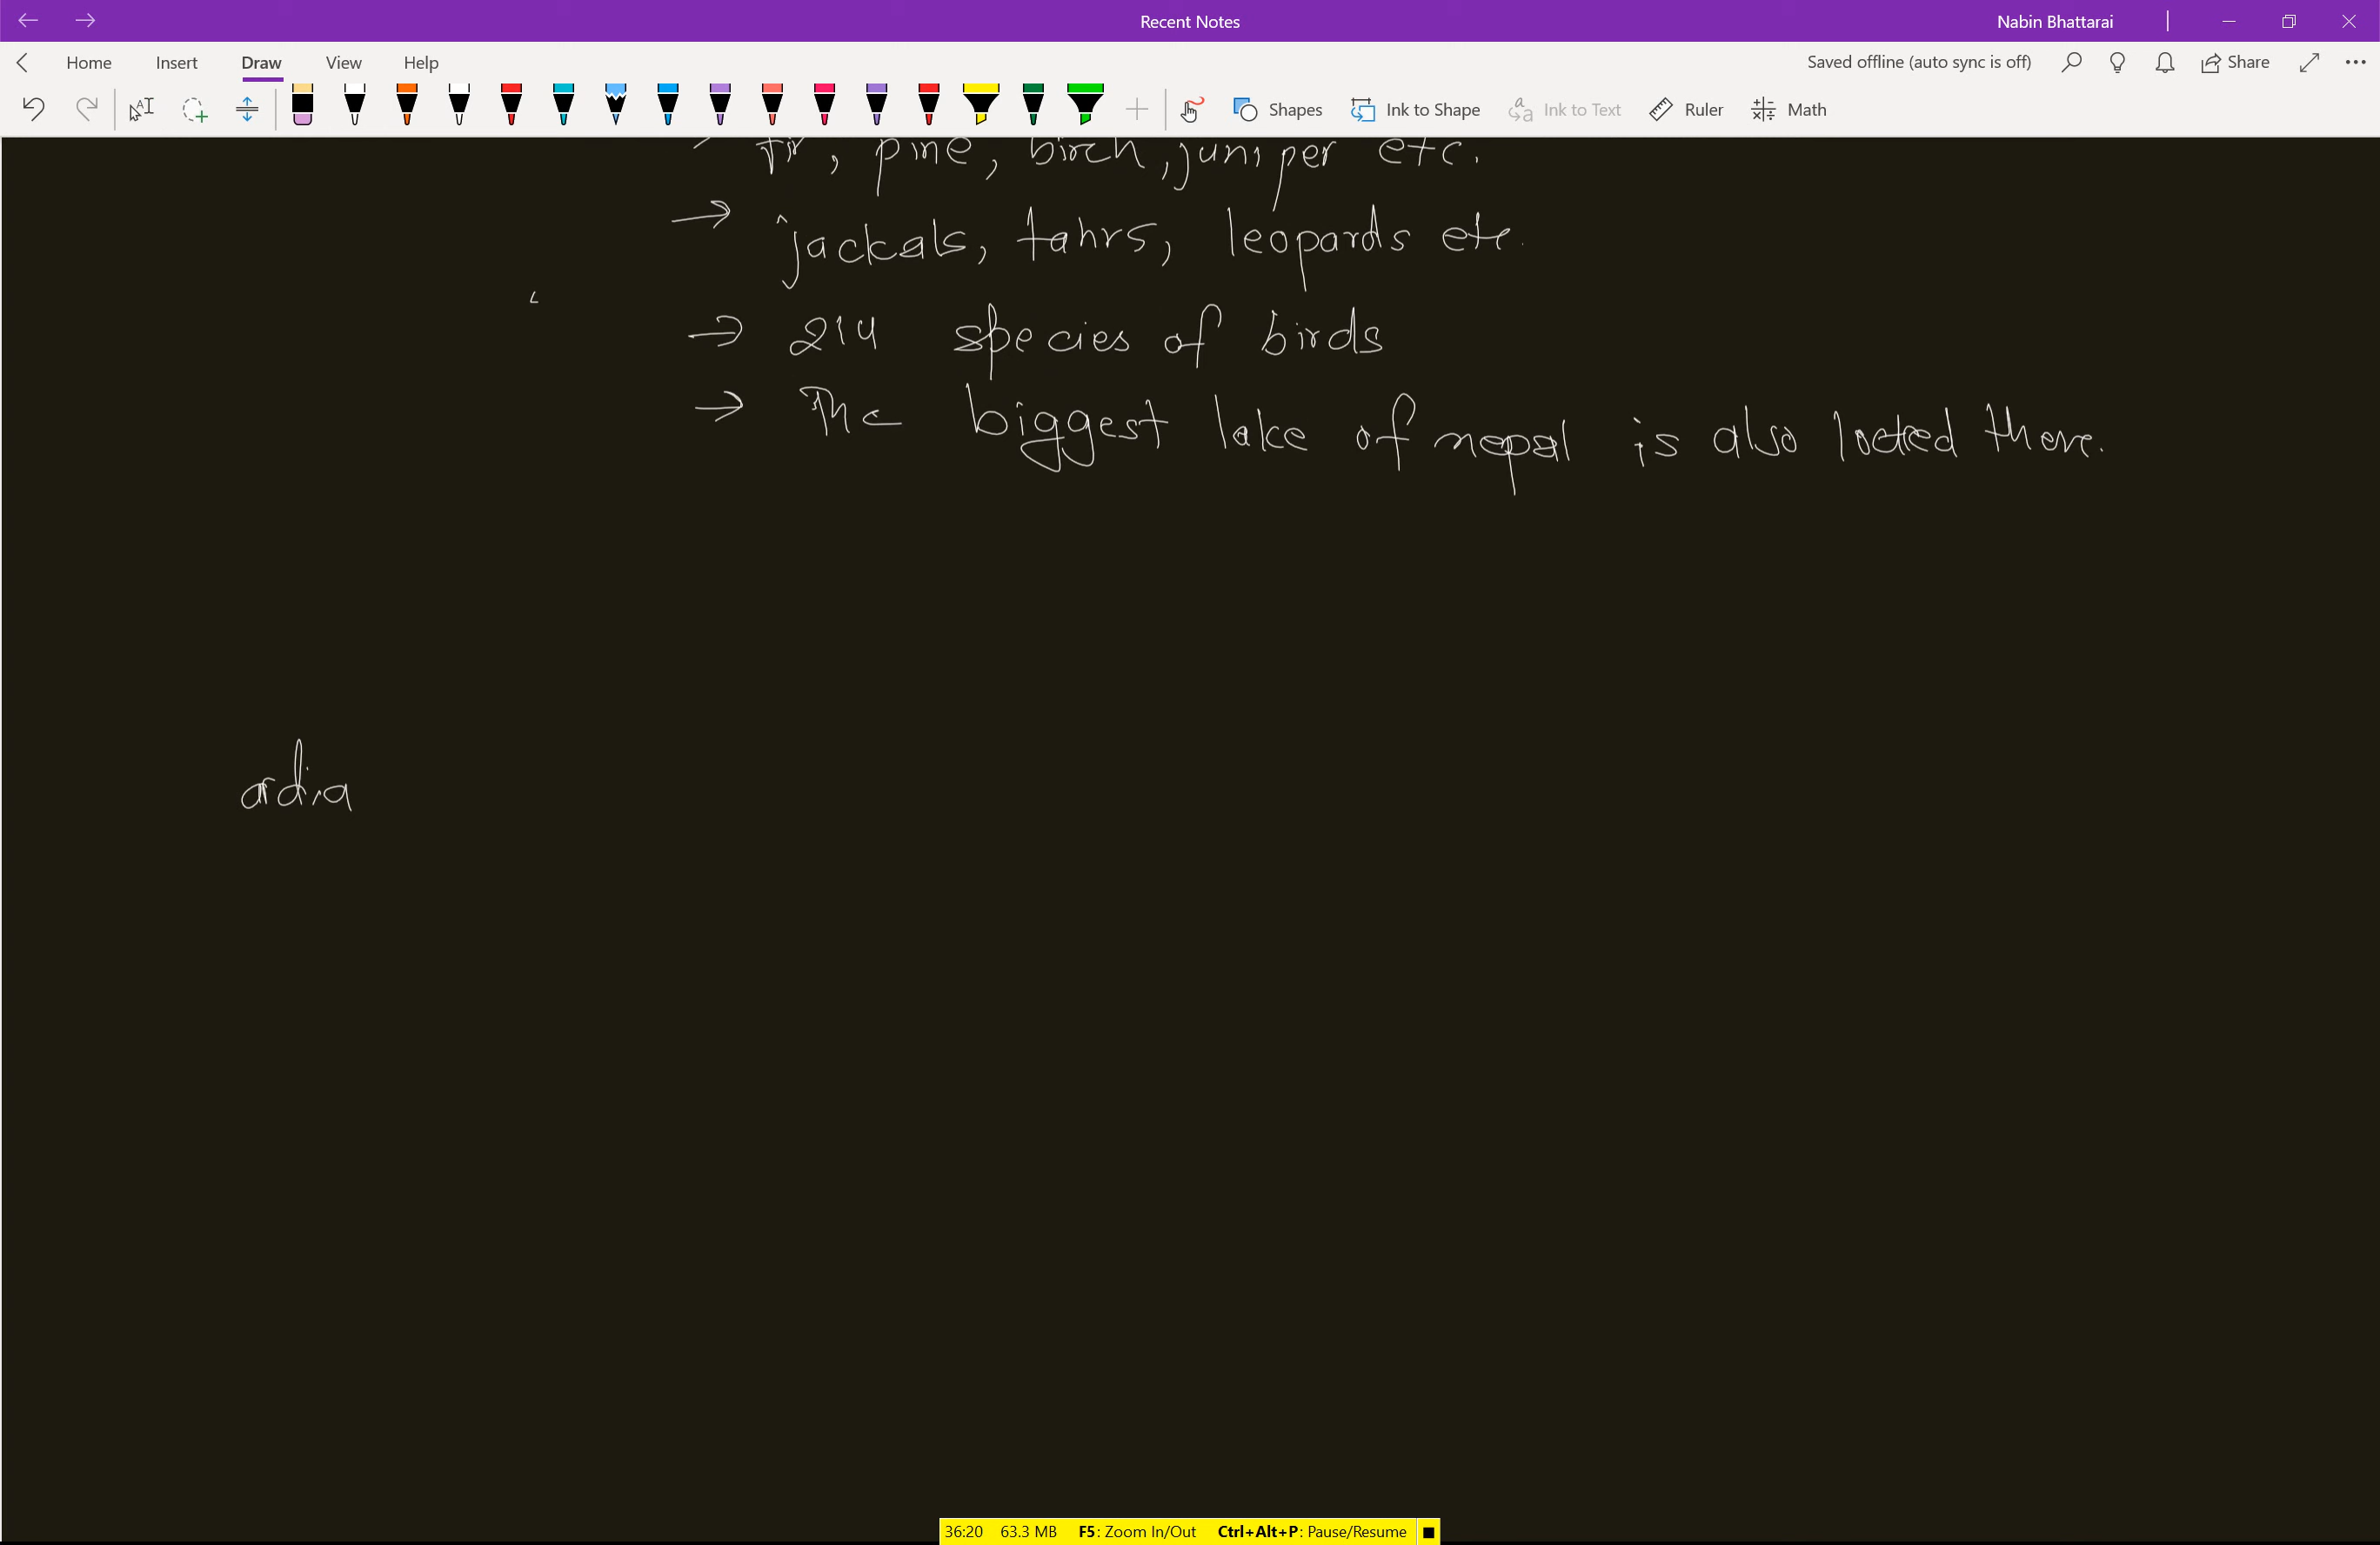 Recent Notes Nabin Bhattarai
Home Insert Draw View Help Saved offline (auto sync is off) Share
Shapes Ink to Shape Ink to Text Ruler Math
→ fir, pine, birch, juniper etc.
→ jackals, tahrs, leopards etc.
→ 214 species of birds
→ The biggest lake of nepal is also locted there.
ardia
36:20 63.3 MB F5: Zoom In/Out Ctrl+Alt+P: Pause/Resume